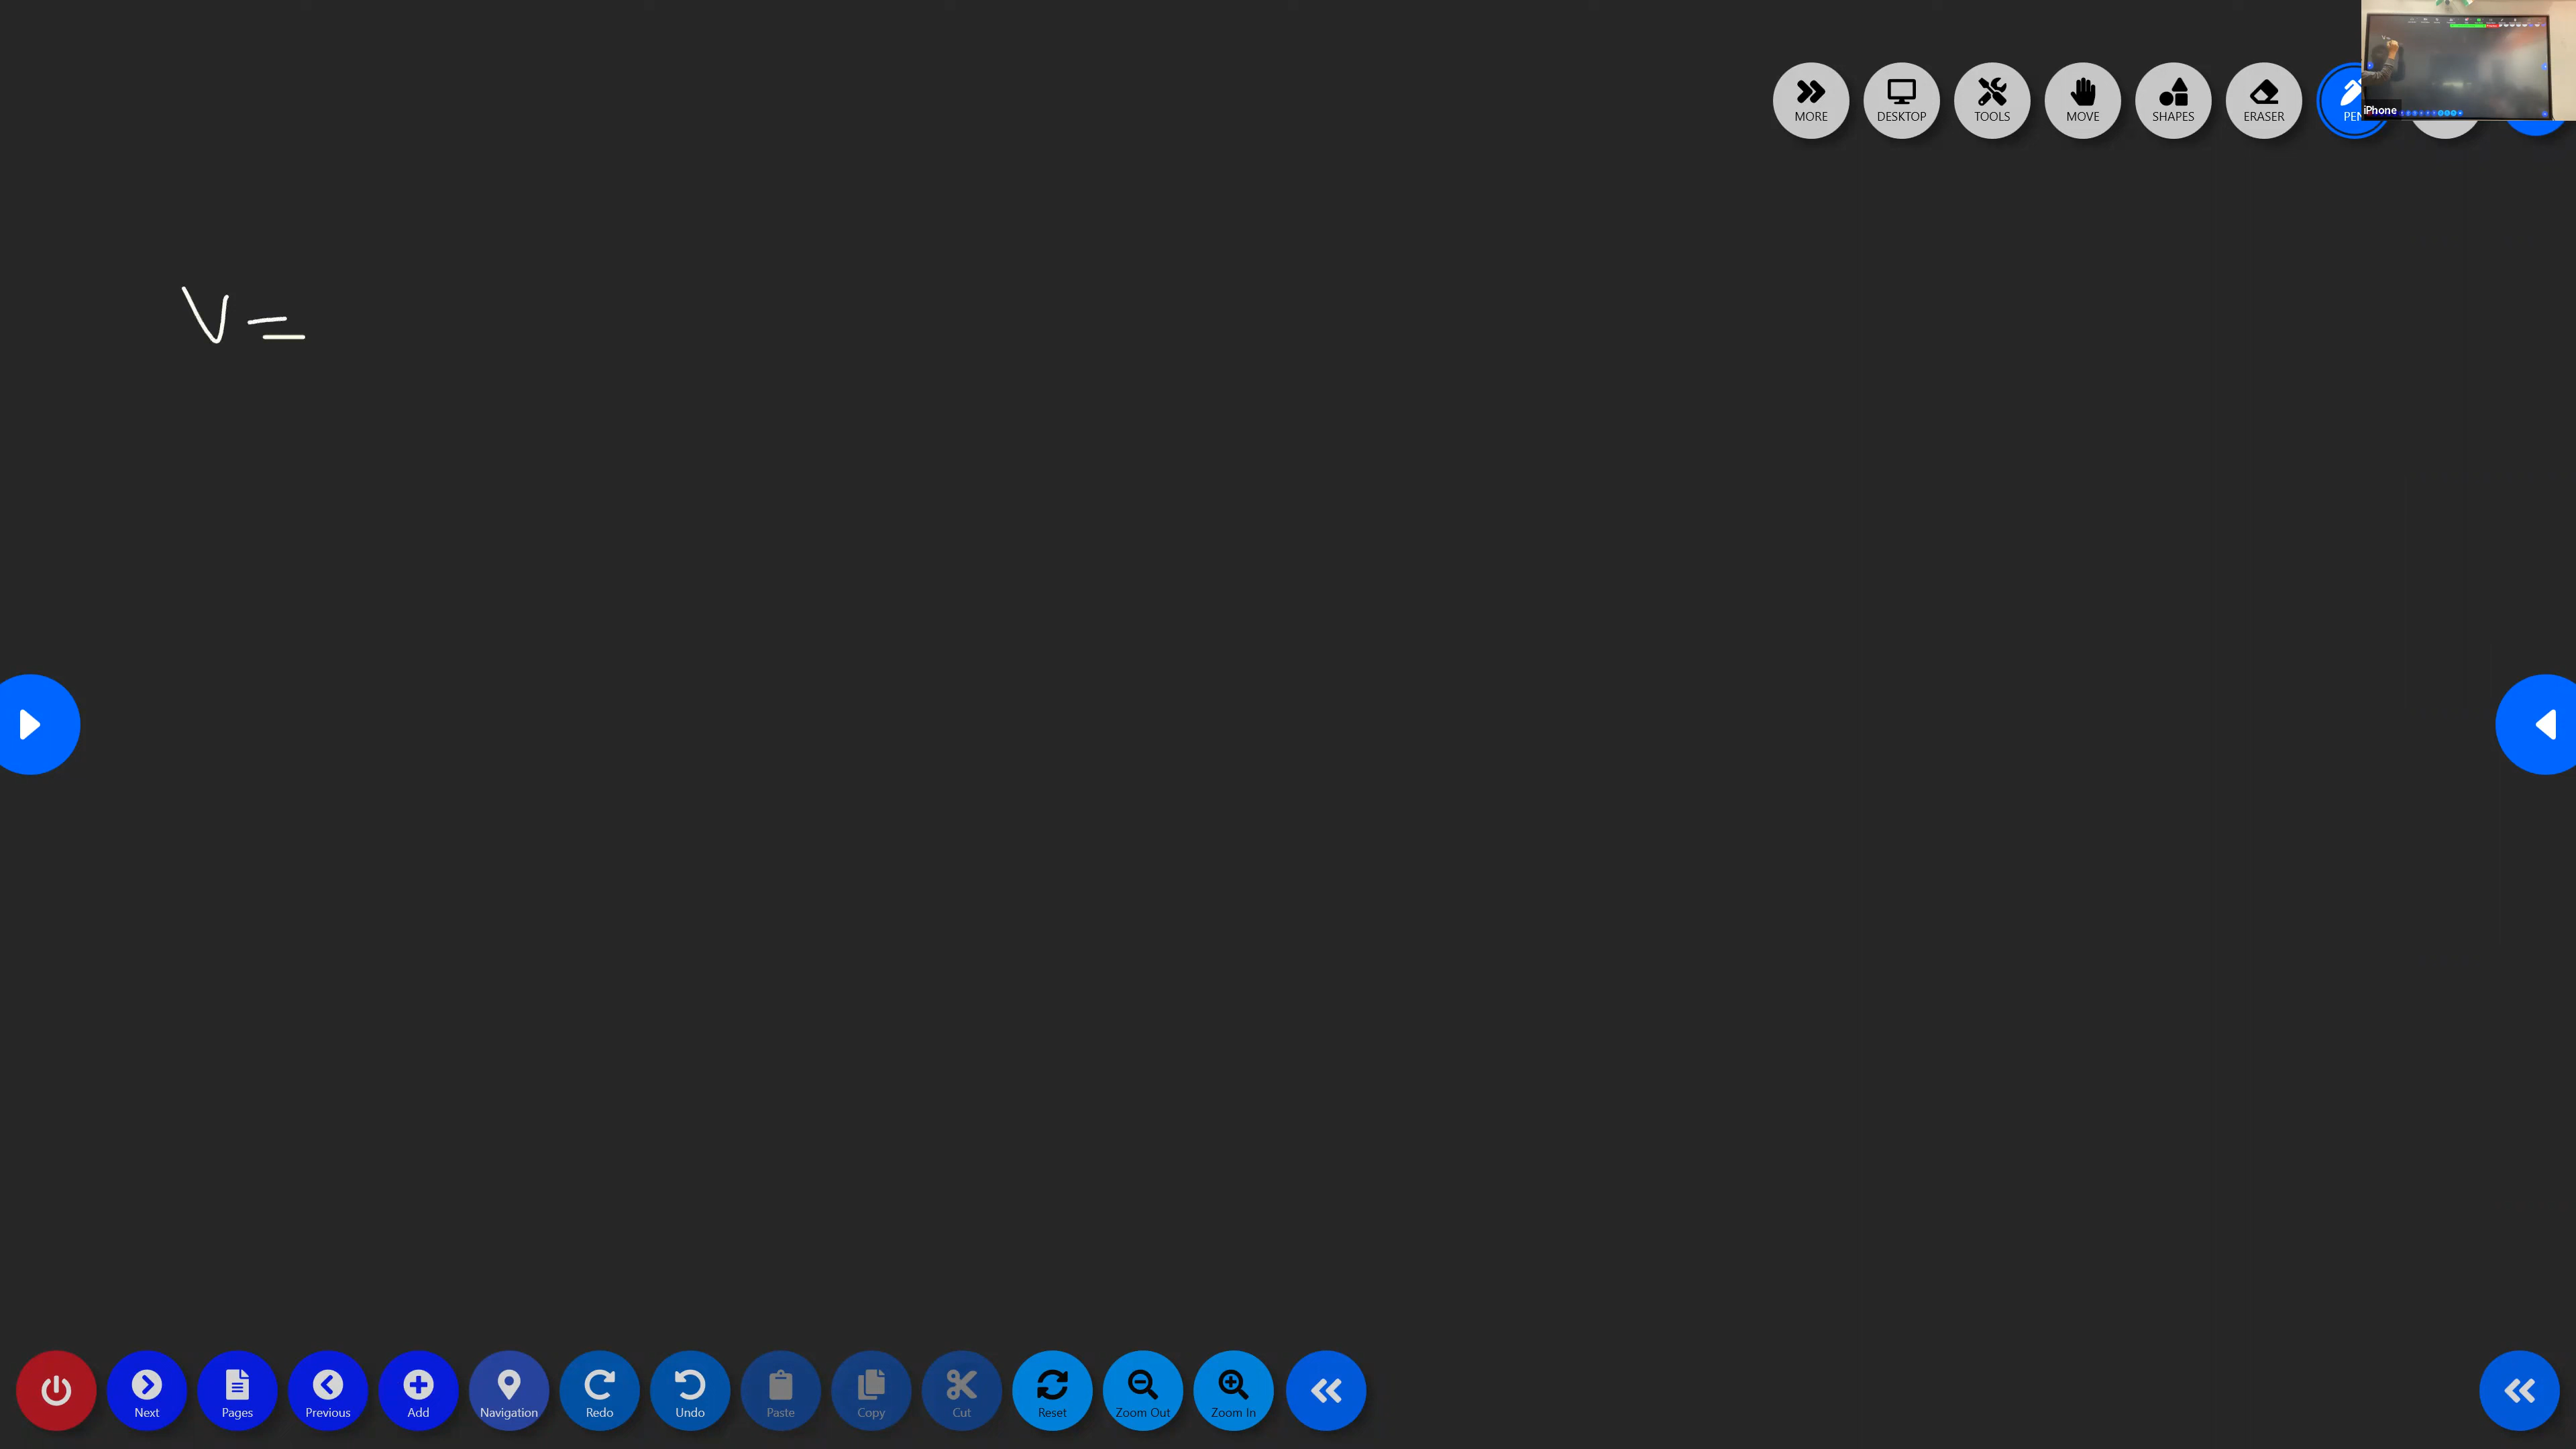 MORE DESKTOP TOOLS MOVE SHAPES ERASER PEN
iPhone
V =
Next Pages Previous Add Navigation Redo Undo Paste Copy Cut Reset Zoom Out Zoom In